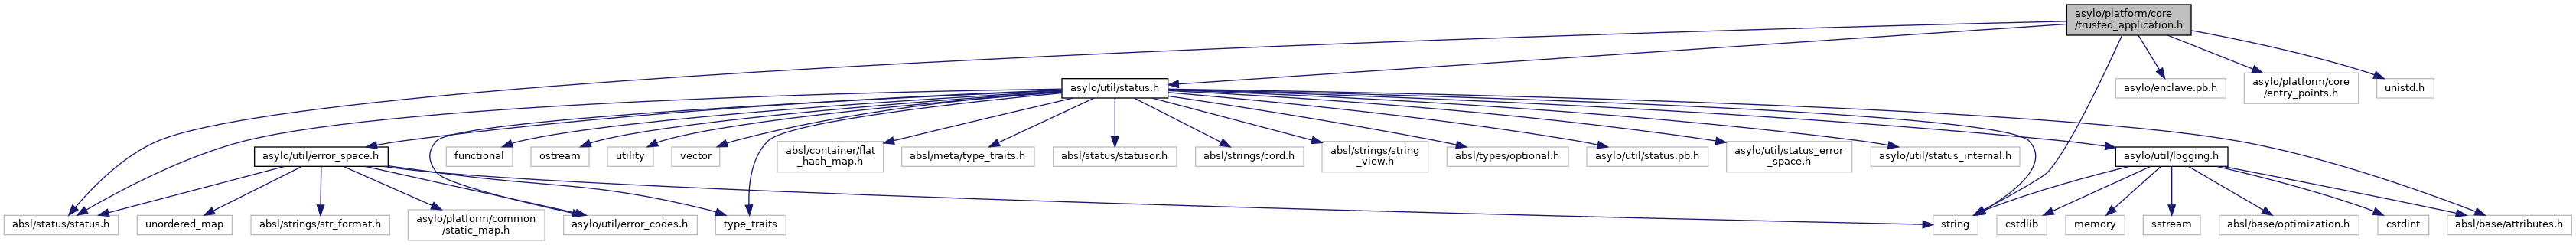 asylo/platform/core
/trusted_application.h
asylo/util/status.h
asylo/enclave.pb.h
asylo/platform/core
/entry_points.h
unistd.h
asylo/util/error_space.h
functional
ostream
utility
vector
absl/container/flat
_hash_map.h
absl/meta/type_traits.h
absl/status/statusor.h
absl/strings/cord.h
absl/strings/string
_view.h
absl/types/optional.h
asylo/util/status.pb.h
asylo/util/status_error
_space.h
asylo/util/status_internal.h
asylo/util/logging.h
absl/status/status.h
unordered_map
absl/strings/str_format.h
asylo/platform/common
/static_map.h
asylo/util/error_codes.h
type_traits
string
cstdlib
memory
sstream
absl/base/optimization.h
cstdint
absl/base/attributes.h